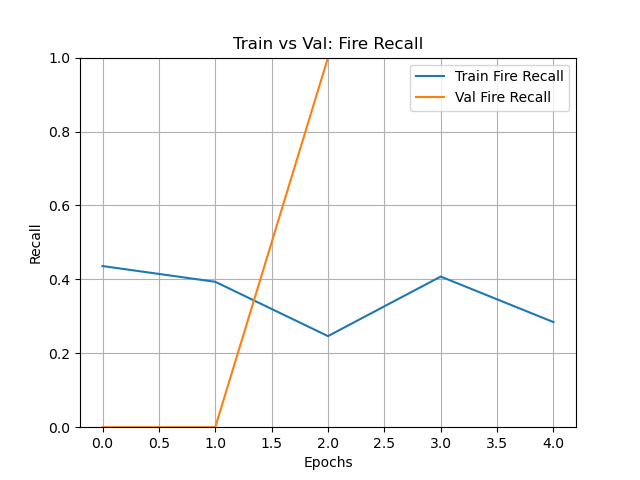 Train vs Val: Fire Recall
Train Fire Recall
Val Fire Recall
Recall
1.0
0.8
0.6
0.4
0.2
0.0
0.0 0.5 1.0 1.5 2.0 2.5 3.0 3.5 4.0
Epochs